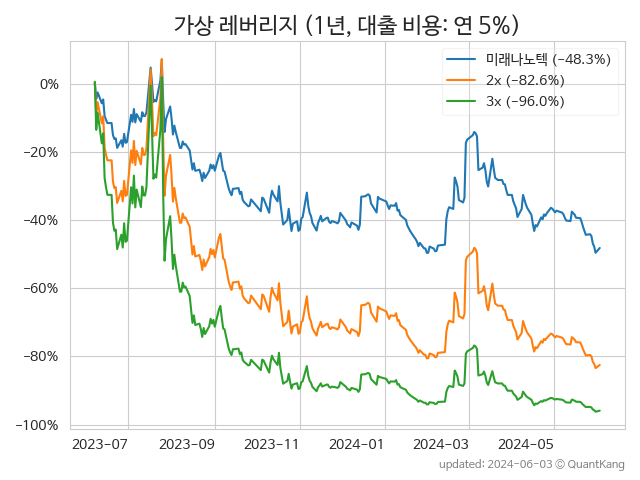 가상 레버리지 (1년, 대출 비용: 연 5%)
미래나노텍 (−48.3%)
2x (−82.6%)
3x (−96.0%)
0%
−20%
−40%
−60%
−80%
−100%
2023-07 2023-09 2023-11 2024-01 2024-03 2024-05
updated: 2024-06-03 ⓒ QuantKang